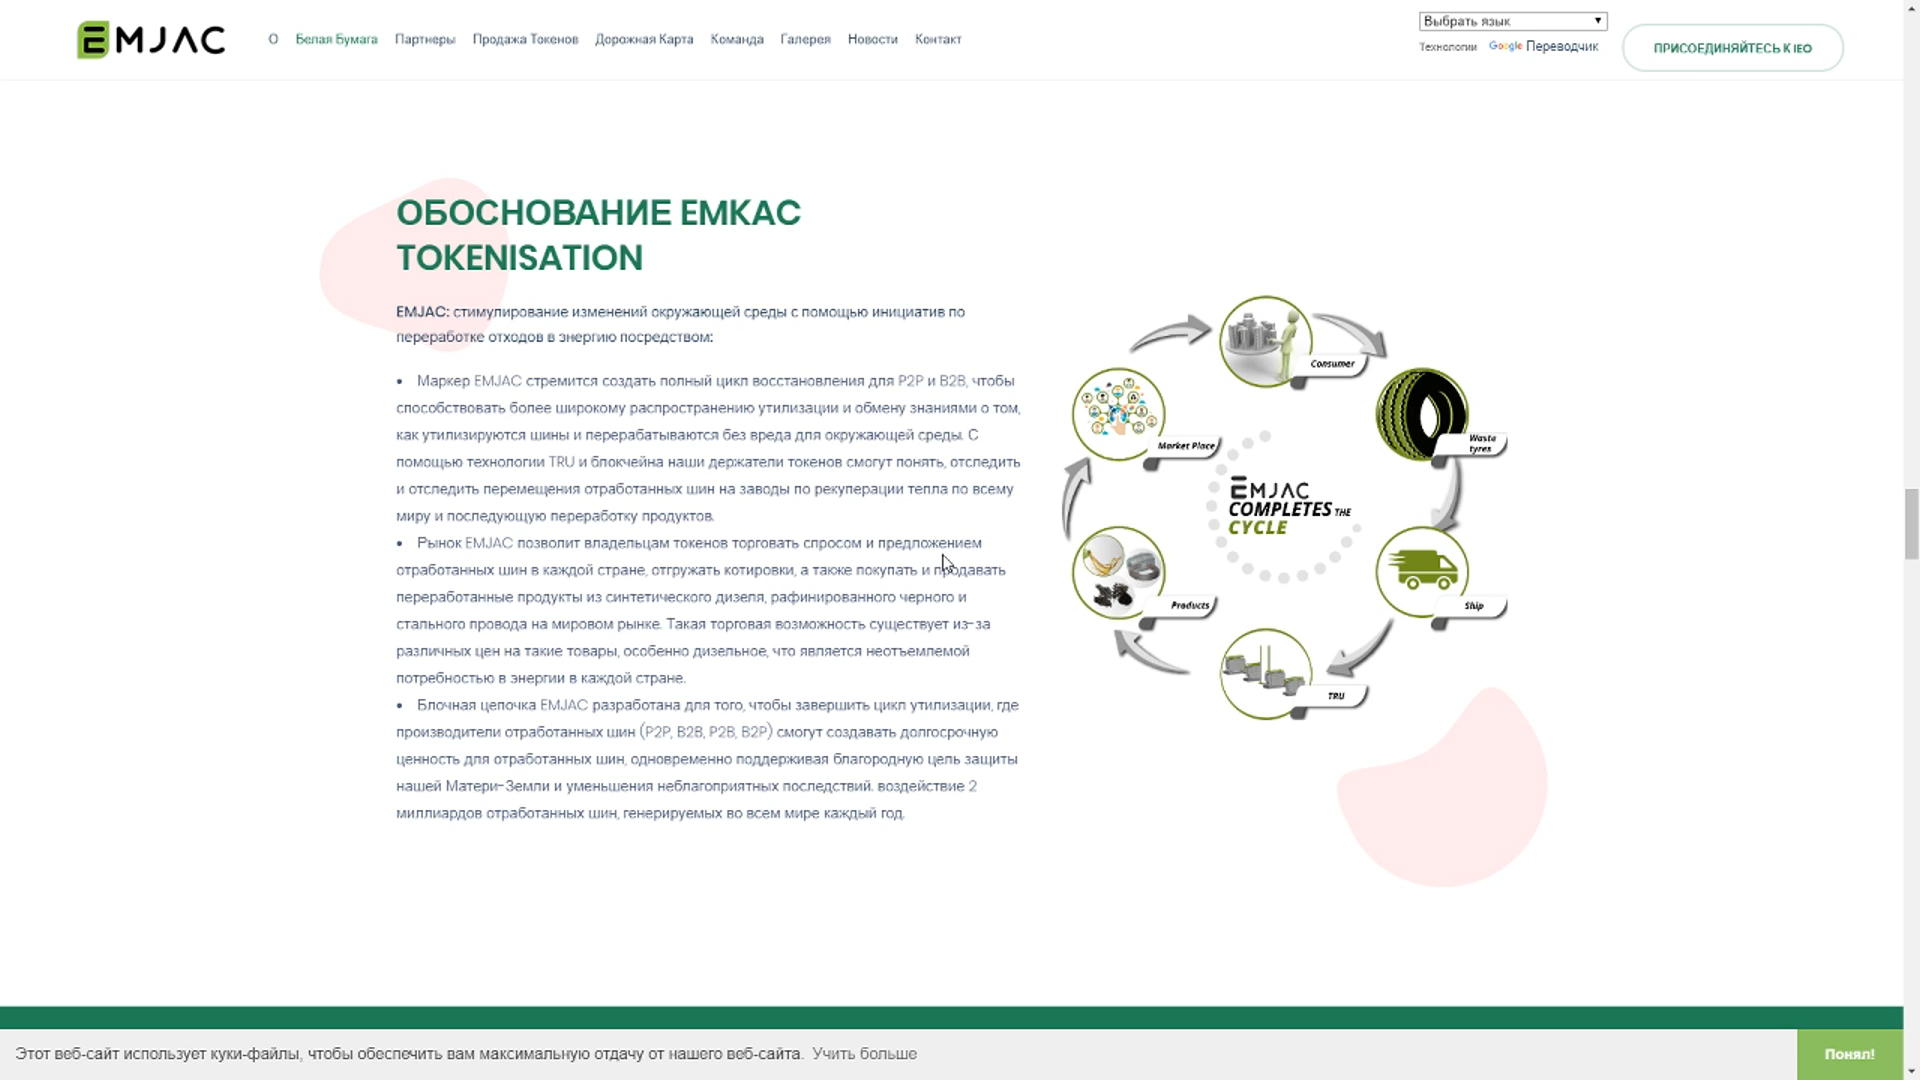 EMJAC
О Белая Бумага Партнеры Продажа Токенов Дорожная Карта Команда Галерея Новости Контакт
Выбрать язык
Технологии Google Переводчик
ПРИСОЕДИНЯЙТЕСЬ К IEO
ОБОСНОВАНИЕ EMKAC
TOKENISATION
EMJAC: стимулирование изменений окружающей среды с помощью инициатив по
переработке отходов в энергию посредством:
• Маркер EMJAC стремится создать полный цикл восстановления для P2P и B2B, чтобы
способствовать более широкому распространению утилизации и обмену знаниями о том,
как утилизируются шины и перерабатываются без вреда для окружающей среды. С
помощью технологии TRU и блокчейна наши держатели токенов смогут понять, отследить
и отследить перемещения отработанных шин на заводы по рекуперации тепла по всему
миру и последующую переработку продуктов.
• Рынок EMJAC позволит владельцам токенов торговать спросом и предложением
отработанных шин в каждой стране, отгружать котировки, а также покупать и продавать
переработанные продукты из синтетического дизеля, рафинированного черного и
стального провода на мировом рынке. Такая торговая возможность существует из-за
различных цен на такие товары, особенно дизельное, что является неотъемлемой
потребностью в энергии в каждой стране.
• Блочная цепочка EMJAC разработана для того, чтобы завершить цикл утилизации, где
производители отработанных шин (P2P, B2B, P2B, B2P) смогут создавать долгосрочную
ценность для отработанных шин, одновременно поддерживая благородную цель защиты
нашей Матери-Земли и уменьшения неблагоприятных последствий. воздействие 2
миллиардов отработанных шин, генерируемых во всем мире каждый год.
Consumer
Waste
tyres
Market Place
EMJAC
COMPLETES THE
CYCLE
Products
Ship
TRU
Этот веб-сайт использует куки-файлы, чтобы обеспечить вам максимальную отдачу от нашего веб-сайта. Учить больше
Понял!